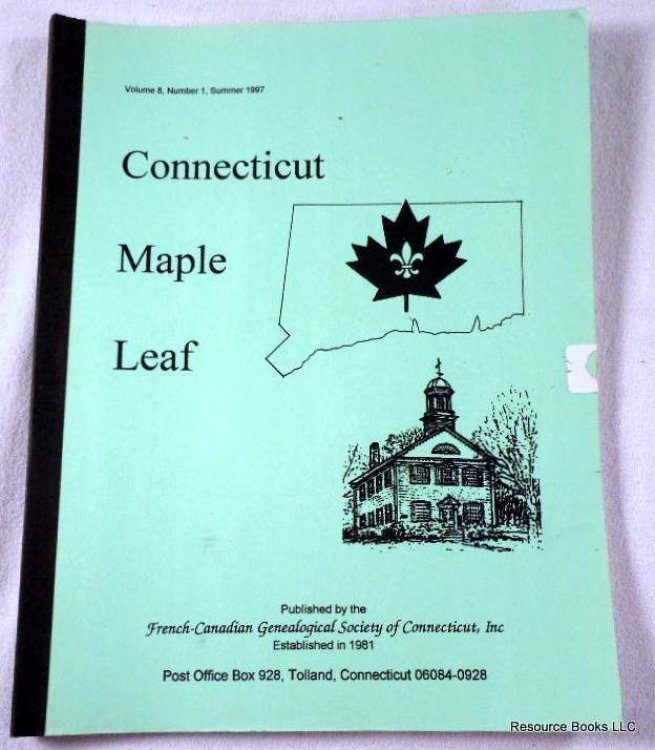 Volume 8, Number 1, Summer 1997
Connecticut
Maple
Leaf
Published by the
French-Canadian Genealogical Society of Connecticut, Inc
Established in 1981
Post Office Box 928, Tolland, Connecticut 06084-0928
Resource Books LLC